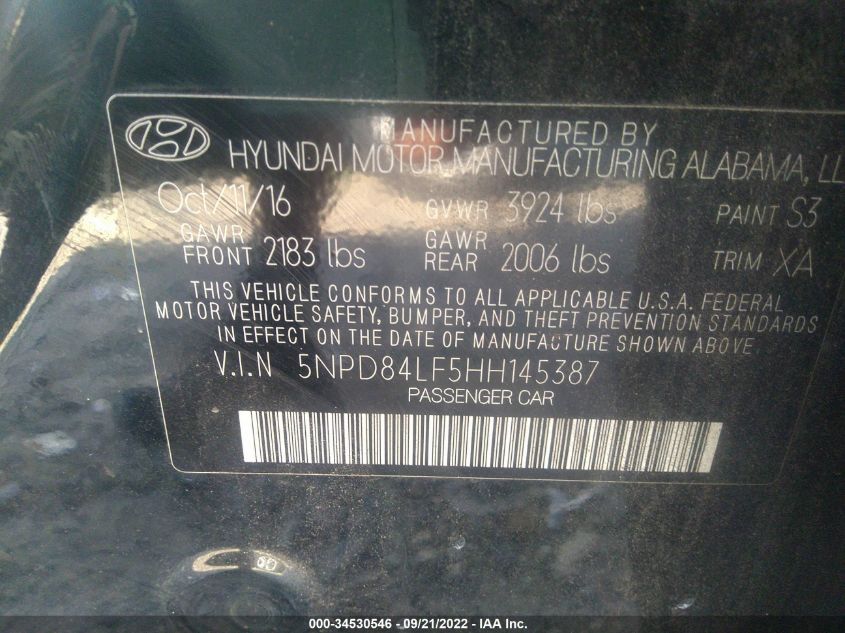 MANUFACTURED BY
HYUNDAI MOTOR MANUFACTURING ALABAMA, LL
Oct/11/16 GVWR 3924 lbs PAINT S3
GAWR FRONT 2183 lbs GAWR REAR 2006 lbs TRIM XA
THIS VEHICLE CONFORMS TO ALL APPLICABLE U.S.A. FEDERAL
MOTOR VEHICLE SAFETY, BUMPER, AND THEFT PREVENTION STANDARDS
IN EFFECT ON THE DATE OF MANUFACTURE SHOWN ABOVE.
V.I.N 5NPD84LF5HH145387
PASSENGER CAR
000-34530546 - 09/21/2022 - IAA Inc.